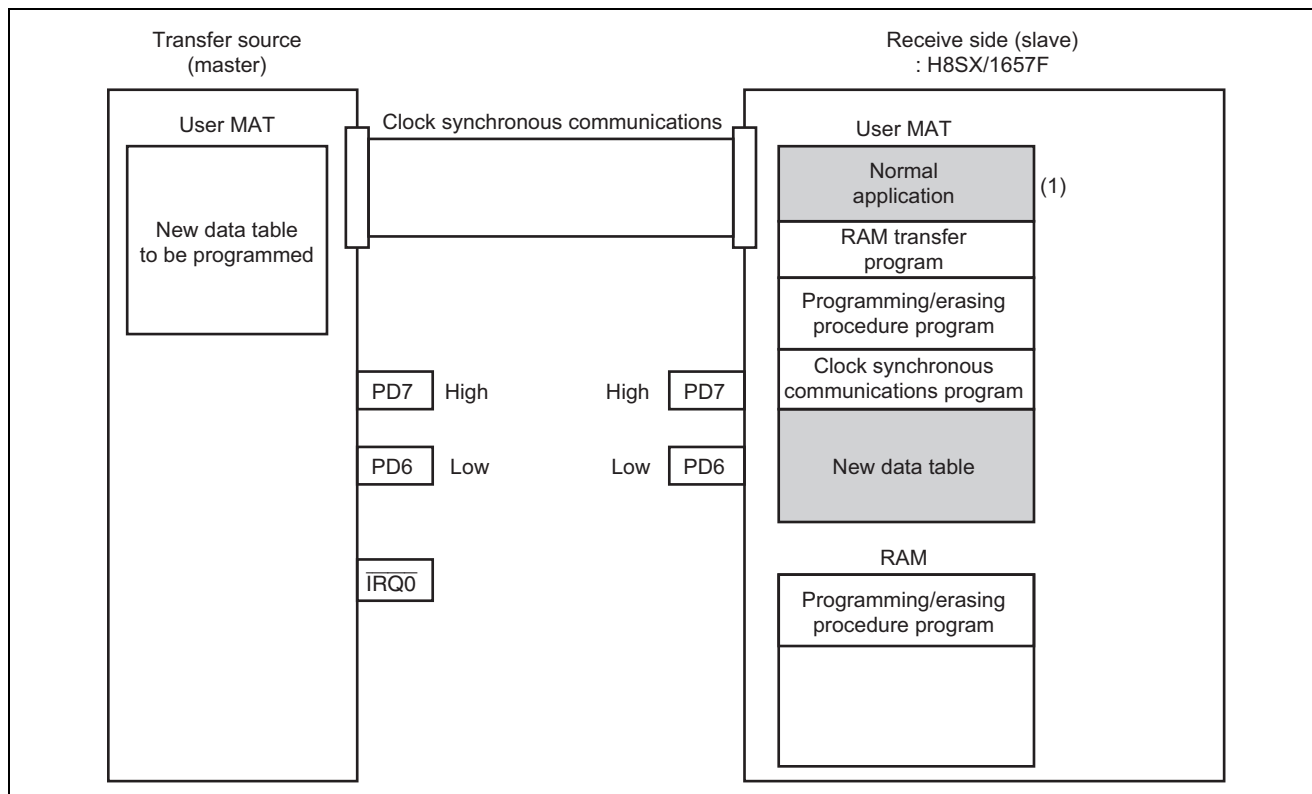 Transfer source
(master)
Receive side (slave)
: H8SX/1657F
User MAT
Clock synchronous communications
User MAT
New data table
to be programmed
Normal
application
(1)
RAM transfer
program
Programming/erasing
procedure program
Clock synchronous
communications program
New data table
PD7
High
High
PD7
PD6
Low
Low
PD6
IRQ0
RAM
Programming/erasing
procedure program